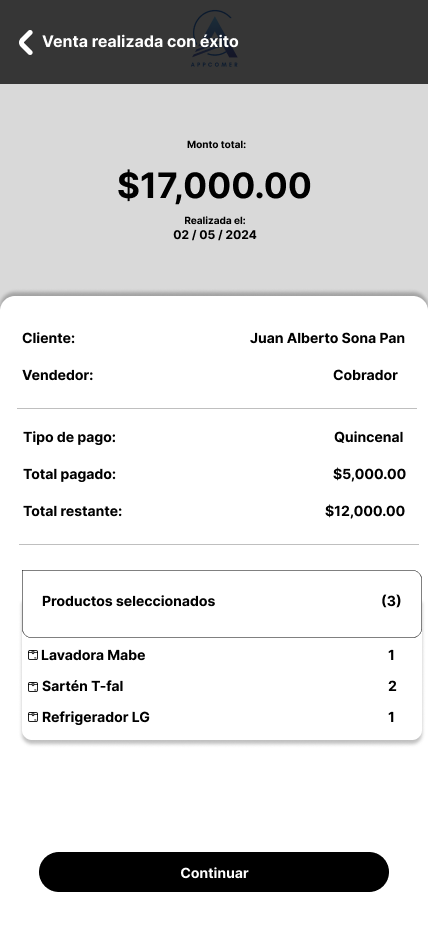 Venta realizada con éxito
APPCOMER
Monto total:
$17,000.00
Realizada el:
02 / 05 / 2024
Cliente: Juan Alberto Sona Pan
Vendedor: Cobrador
Tipo de pago: Quincenal
Total pagado: $5,000.00
Total restante: $12,000.00
Productos seleccionados (3)
Lavadora Mabe 1
Sartén T-fal 2
Refrigerador LG 1
Continuar